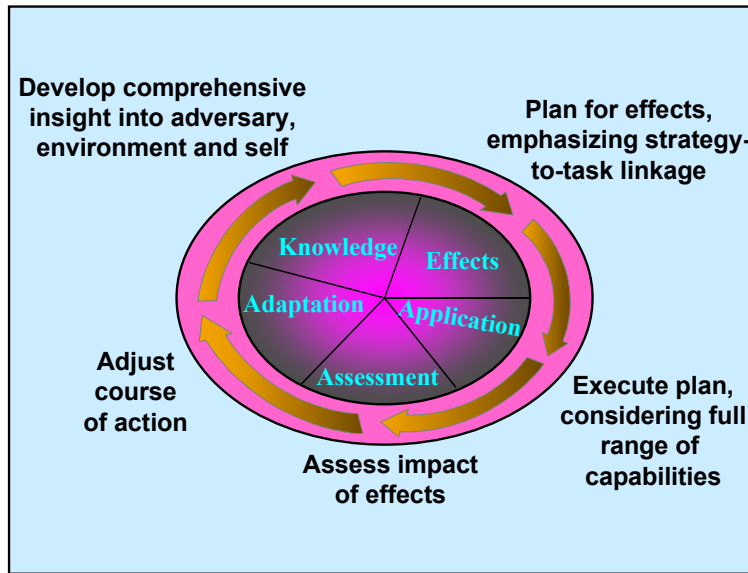 Develop comprehensive
insight into adversary,
environment and self
Plan for effects,
emphasizing strategy-
to-task linkage
Knowledge
Effects
Adaptation
Application
Assessment
Adjust
course
of action
Execute plan,
considering full
range of
capabilities
Assess impact
of effects